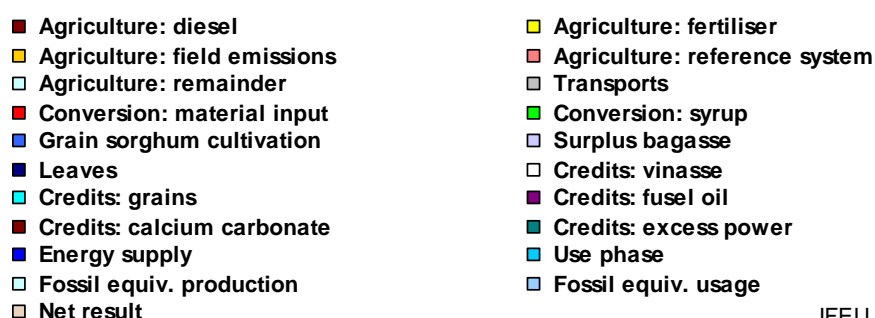 Agriculture: diesel
Agriculture: fertiliser
Agriculture: field emissions
Agriculture: reference system
Agriculture: remainder
Transports
Conversion: material input
Conversion: syrup
Grain sorghum cultivation
Surplus bagasse
Leaves
Credits: vinasse
Credits: grains
Credits: fusel oil
Credits: calcium carbonate
Credits: excess power
Energy supply
Use phase
Fossil equiv. production
Fossil equiv. usage
Net result
IFEU